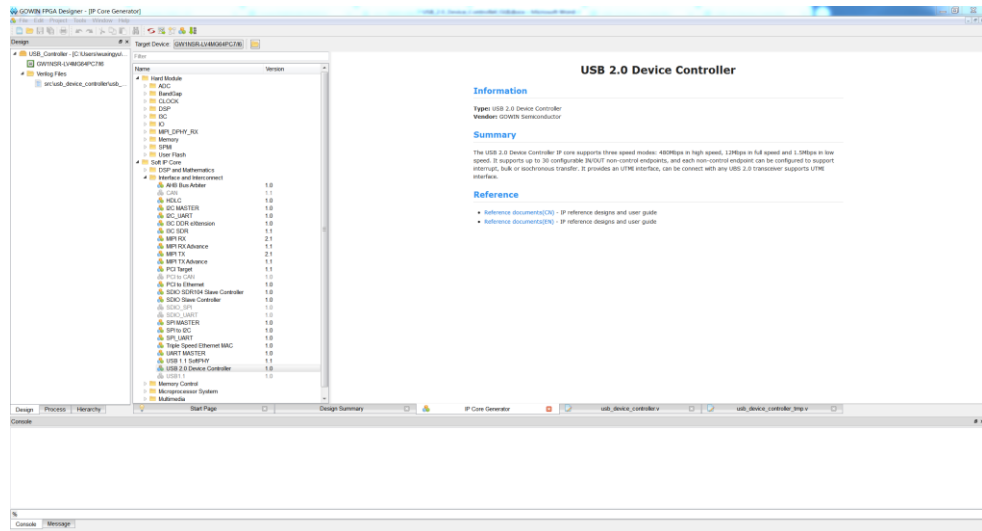 GOWIN FPGA Designer - [IP Core Generator]
File Edit Project Tools Window Help
Design
Target Device: GW1NSR-LV4MG64PC7/I6
USB_Controller - [C:\Users\wuxingyu\...
Filter
GW1NSR-LV4MG64PC7/I6
Name Version
Verilog Files
src\usb_device_controller\usb_...
Hard Module
ADC
BandGap
CLOCK
DSP
I3C
IO
MIPI_DPHY_RX
Memory
SPMI
User Flash
Soft IP Core
DSP and Mathematics
Interface and Interconnect
AHB Bus Arbiter 1.0
CAN 1.1
HDLC 1.0
I2C MASTER 1.0
I2C_UART 1.0
I3C SDR 1.1
MIPI RX 2.1
MIPI RX Advance 1.1
MIPI TX 2.1
MIPI TX Advance 1.1
PCI Target 1.1
PCI to CAN 1.0
PCI to Ethernet 1.0
SDIO SDR104 Slave Controller 1.0
SDIO Slave Controller 1.0
SDIO_SPI 1.0
SDIO_UART 1.0
SPI MASTER 1.0
SPI to I2C 1.0
SPI_UART 1.0
Triple Speed Ethernet MAC 1.0
UART MASTER 1.0
USB 1.1 SoftPHY 1.1
USB 2.0 Device Controller 1.0
USB1.1 1.0
Memory Control
Microprocessor System
Multimedia
USB 2.0 Device Controller
Information
Type: USB 2.0 Device Controller
Vendor: GOWIN Semiconductor
Summary
The USB 2.0 Device Controller IP core supports three speed modes: 480Mbps in high speed, 12Mbps in full speed and 1.5Mbps in low
speed. It supports up to 30 configurable IN/OUT non-control endpoints, and each non-control endpoint can be configured to support
interrupt, bulk or isochronous transfer. It provides an UTMI interface, can be connect with any UBS 2.0 transceiver supports UTMI
interface.
Reference
Reference documents(CN) - IP reference designs and user guide
Reference documents(EN) - IP reference designs and user guide
Design Process Hierarchy
Start Page Design Summary IP Core Generator usb_device_controller.v usb_device_controller_tmp.v
Console
%
Console Message